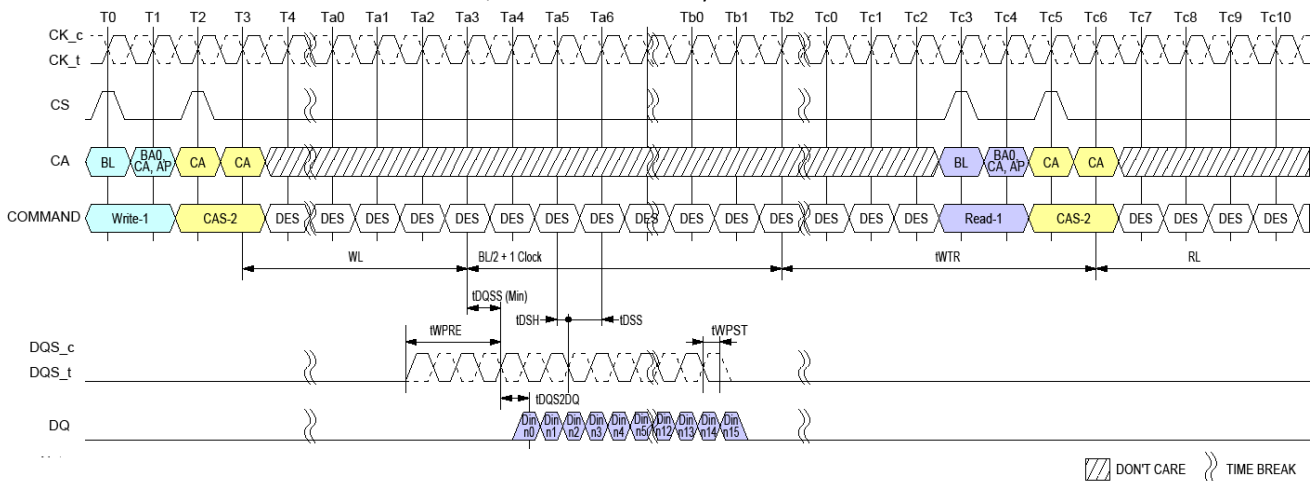 T0 T1 T2 T3 T4 Ta0 Ta1 Ta2 Ta3 Ta4 Ta5 Ta6 Tb0 Tb1 Tb2 Tc0 Tc1 Tc2 Tc3 Tc4 Tc5 Tc6 Tc7 Tc8 Tc9 Tc10
CK_c
CK_t
CS
CA BL BA0, CA, AP CA CA BL BA0, CA, AP CA CA
COMMAND Write-1 CAS-2 DES DES DES DES DES DES DES DES DES DES DES DES DES DES DES Read-1 CAS-2 DES DES DES DES
WL BL/2 + 1 Clock tWTR RL
tDQSS (Min)
tDSH tDSS
tWPRE tWPST
DQS_c
DQS_t
tDQS2DQ
DQ Din n0 Din n1 Din n2 Din n3 Din n4 Din n5 Din n12 Din n13 Din n14 Din n15
DON'T CARE TIME BREAK